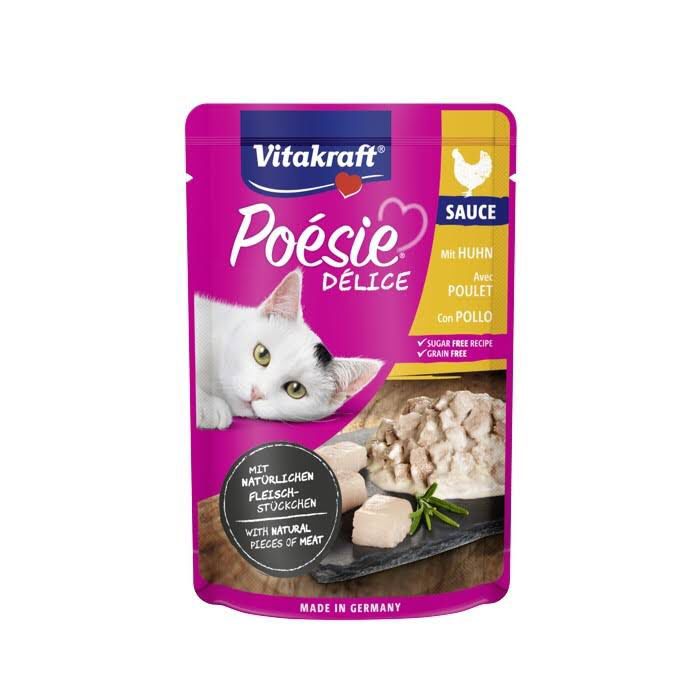 Vitakraft®
Poésie®
DÉLICE
SAUCE
Mit HUHN
Avec
POULET
Con POLLO
✓ SUGAR FREE RECIPE
✓ GRAIN FREE
MIT
NATÜRLICHEN
FLEISCH-
STÜCKCHEN
WITH NATURAL
PIECES OF MEAT
MADE IN GERMANY